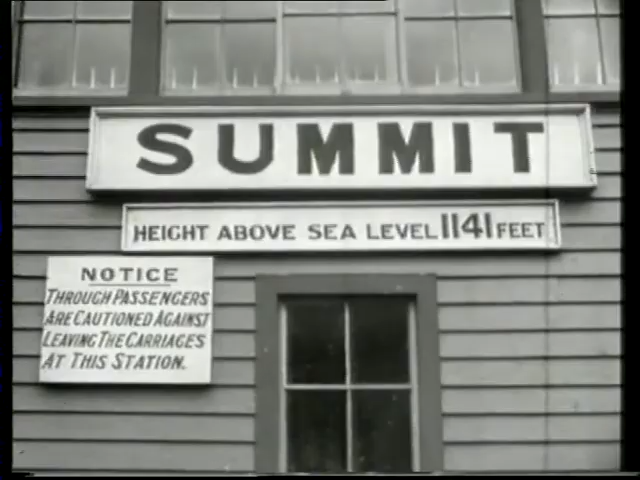 SUMMIT
HEIGHT ABOVE SEA LEVEL 1141 FEET
NOTICE
THROUGH PASSENGERS
ARE CAUTIONED AGAINST
LEAVING THE CARRIAGES
AT THIS STATION.